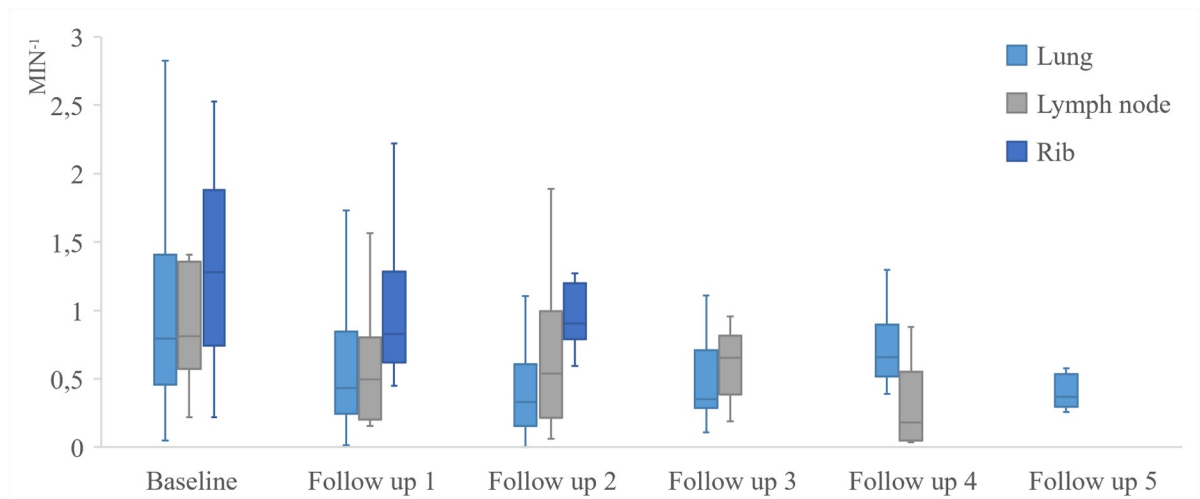 MIN⁻¹
3
2,5
2
1,5
1
0,5
0
Baseline
Follow up 1
Follow up 2
Follow up 3
Follow up 4
Follow up 5
Lung
Lymph node
Rib